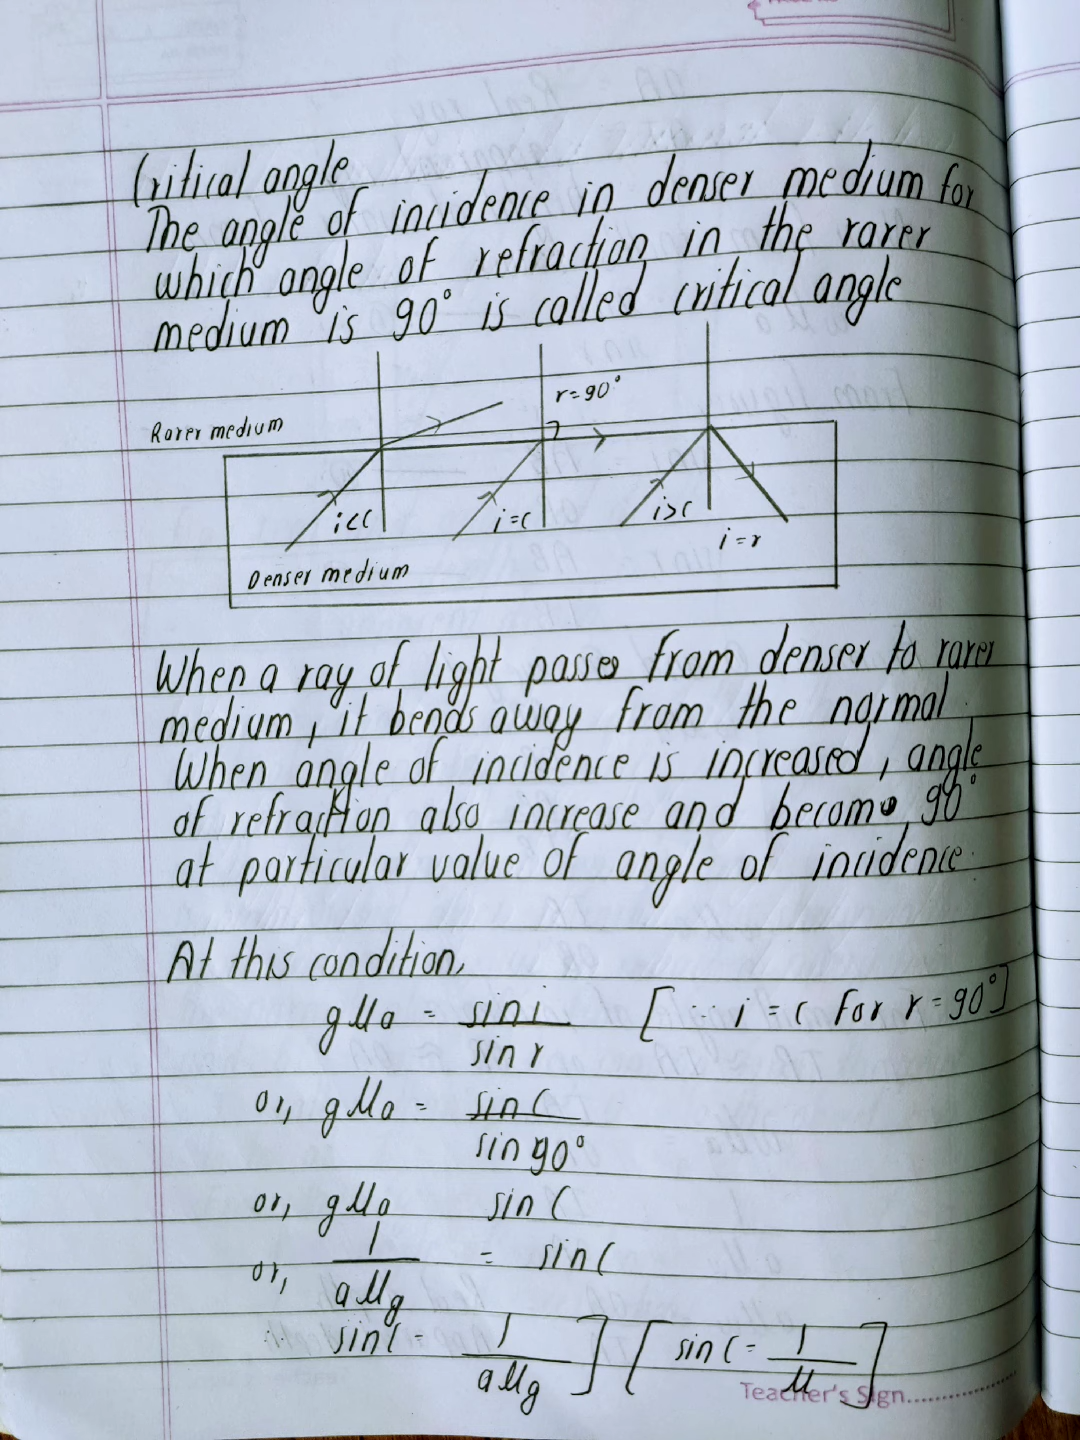 Critical angle
The angle of incidence in denser medium for
which angle of refraction in the rarer
medium is 90° is called critical angle
r=90°
Rarer medium
i<C
i=C
i>C
i=r
Denser medium
When a ray of light passes from denser to rarer
medium, it bends away from the normal.
When angle of incidence is increased, angle
of refraction also increase and become 90°
at particular value of angle of incidence.
At this condition,
gμa = sin i / sin r [∵ i = C for r = 90°]
or, gμa = sin C / sin 90°
or, gμa sin C
or, 1 / aμg = sin C
∴ sin C = 1 / aμg ] [ sin C = 1 / μ ]
Teacher's Sign..............